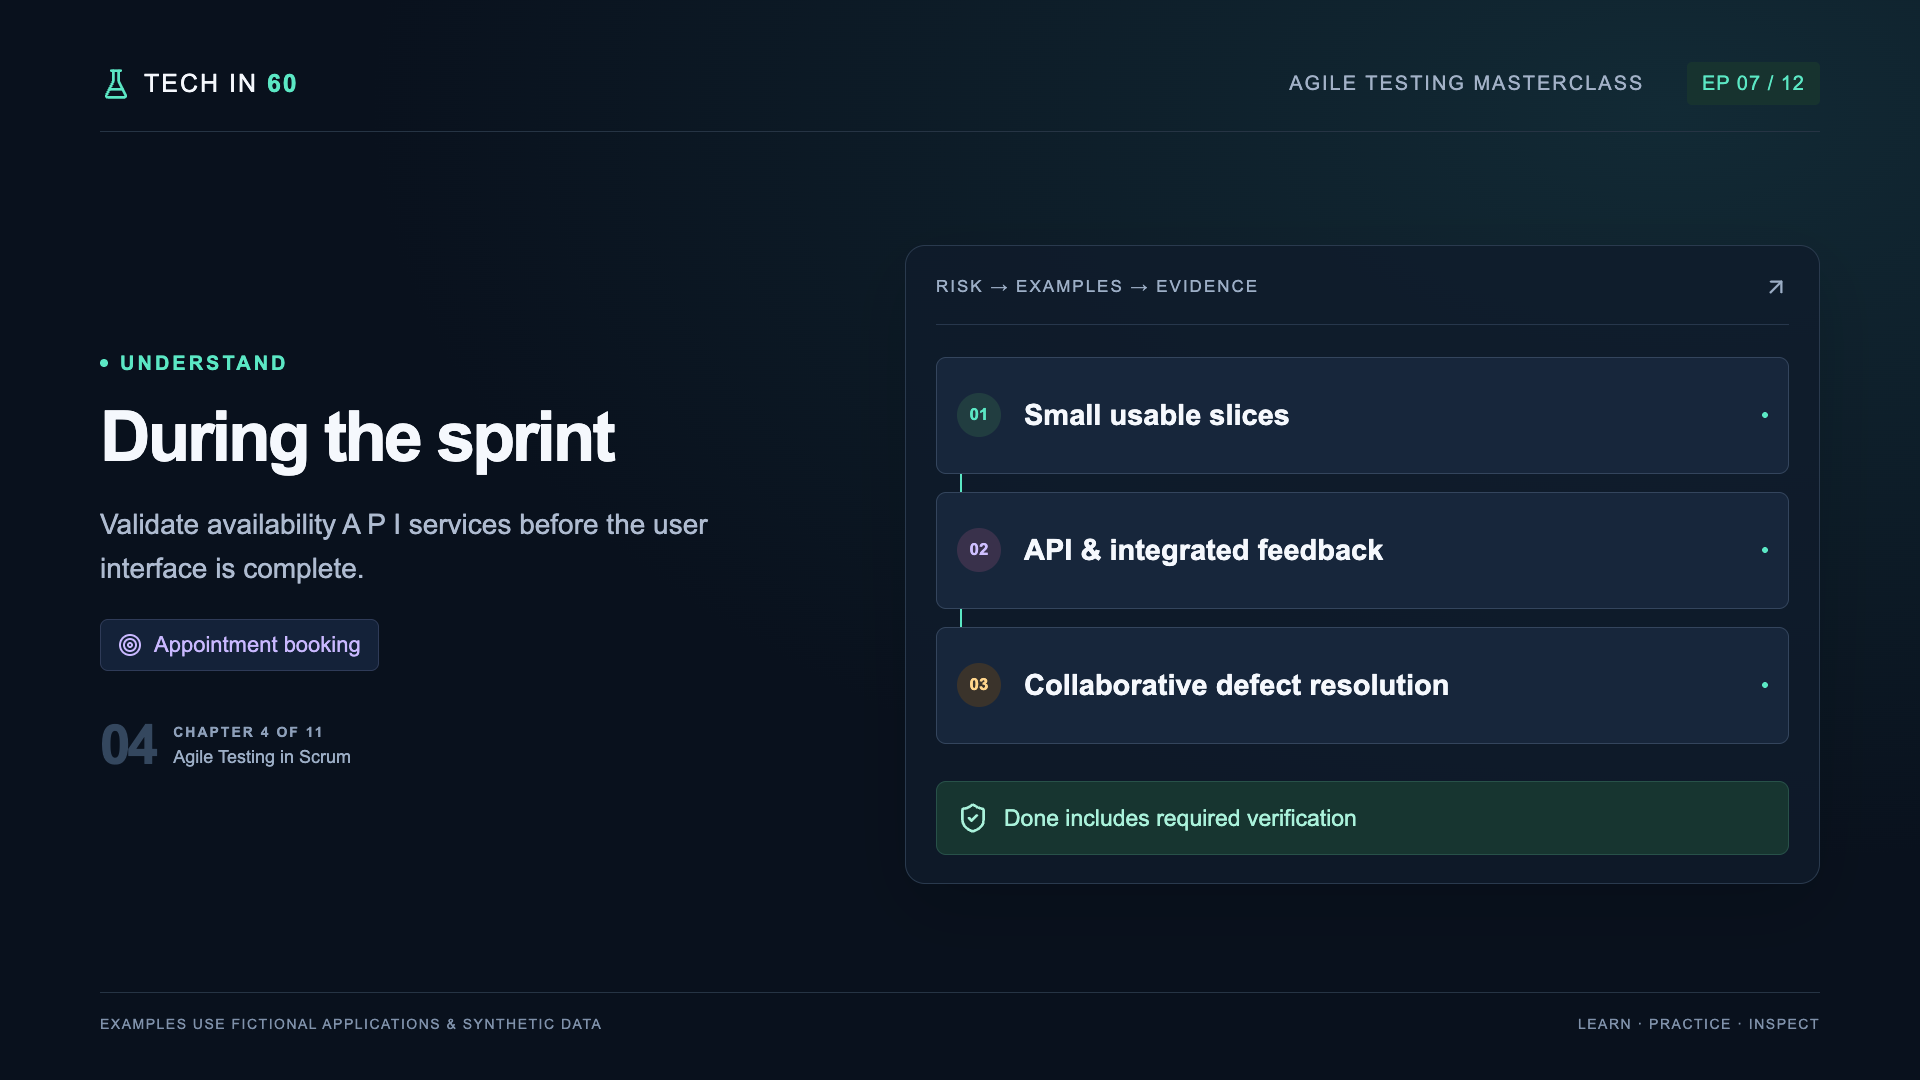 TECH IN 60
AGILE TESTING MASTERCLASS
EP 07 / 12
UNDERSTAND
During the sprint
Validate availability A P I services before the user
interface is complete.
Appointment booking
04
CHAPTER 4 OF 11
Agile Testing in Scrum
RISK → EXAMPLES → EVIDENCE
01
Small usable slices
02
API & integrated feedback
03
Collaborative defect resolution
Done includes required verification
EXAMPLES USE FICTIONAL APPLICATIONS & SYNTHETIC DATA
LEARN · PRACTICE · INSPECT